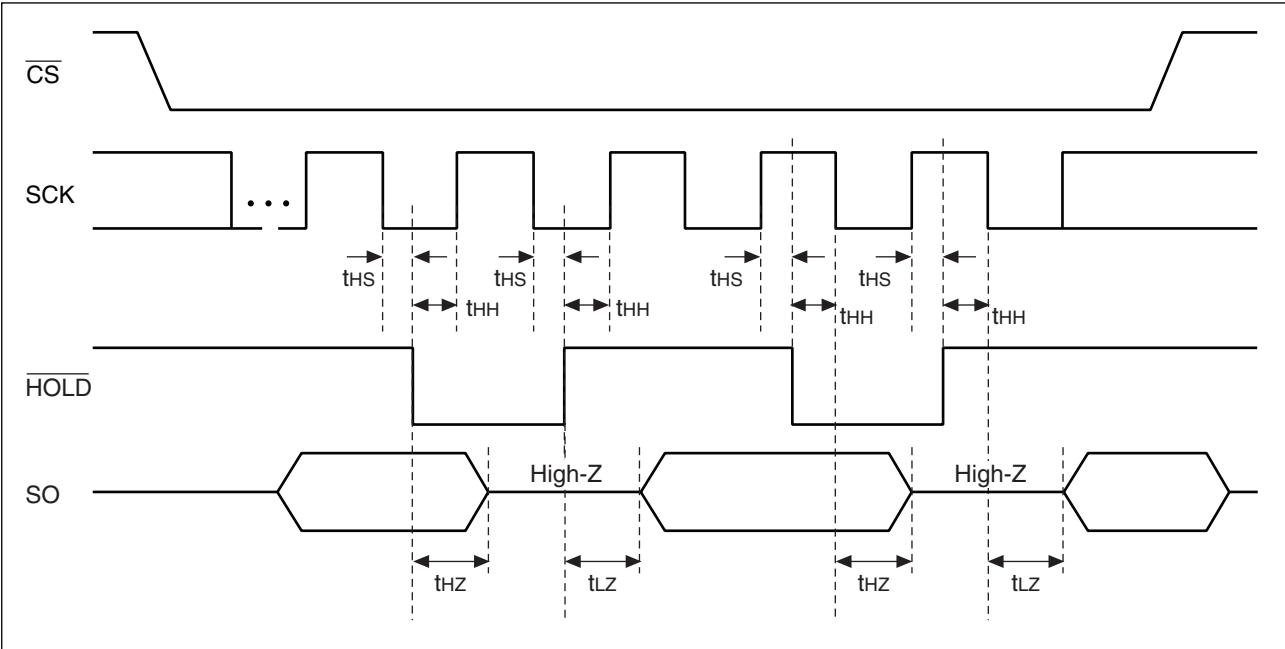 CS
SCK
. . .
tHS
tHS
tHS
tHS
tHH
tHH
tHH
tHH
HOLD
High-Z
High-Z
SO
tHZ
tLZ
tHZ
tLZ